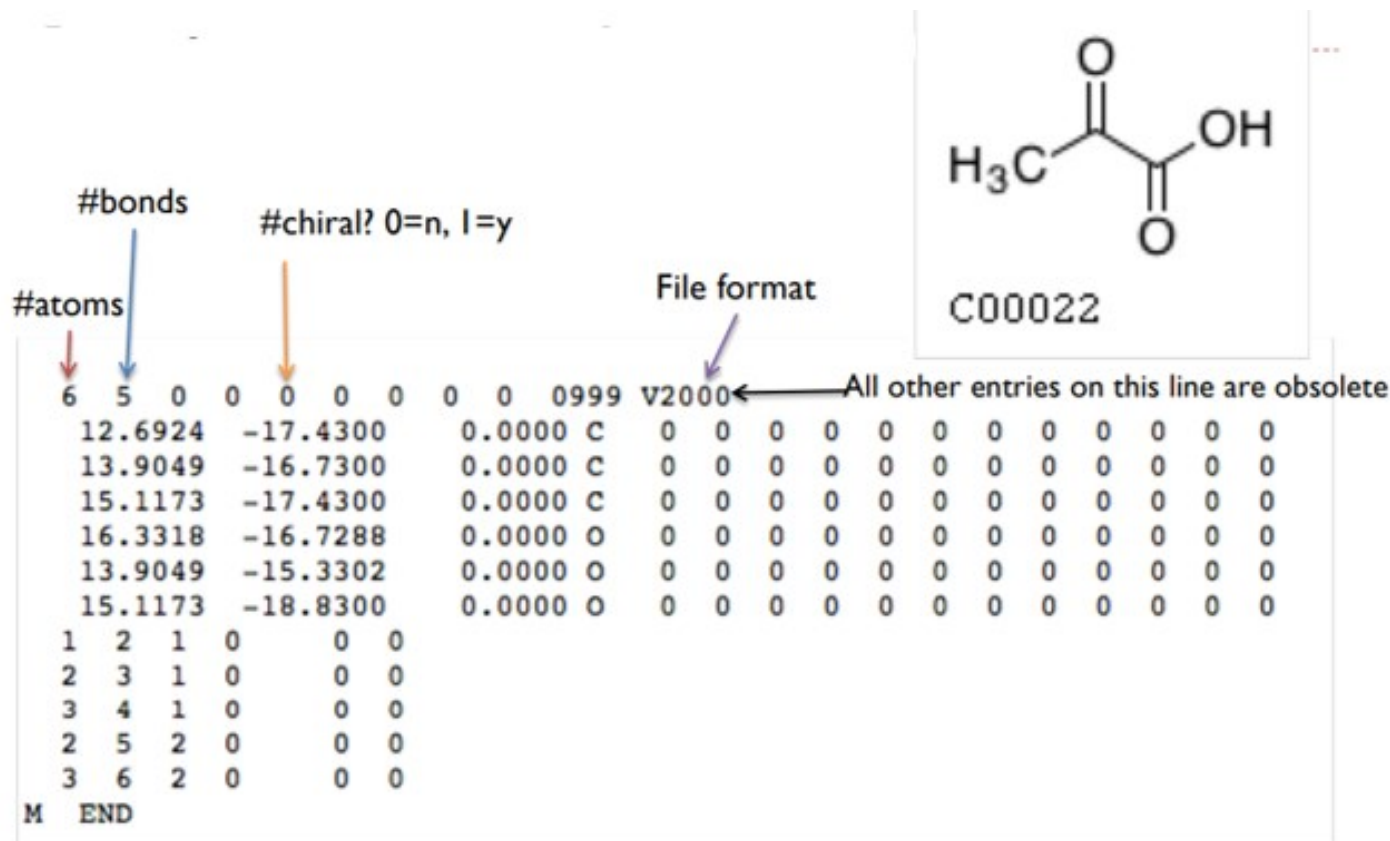 O
OH
H3C
O
C00022
#bonds
#chiral? 0=n, 1=y
File format
#atoms
6 5 0 0 0 0 0 0 0 0999 V2000
All other entries on this line are obsolete
12.6924 -17.4300 0.0000 C 0 0 0 0 0 0 0 0 0 0 0 0
13.9049 -16.7300 0.0000 C 0 0 0 0 0 0 0 0 0 0 0 0
15.1173 -17.4300 0.0000 C 0 0 0 0 0 0 0 0 0 0 0 0
16.3318 -16.7288 0.0000 O 0 0 0 0 0 0 0 0 0 0 0 0
13.9049 -15.3302 0.0000 O 0 0 0 0 0 0 0 0 0 0 0 0
15.1173 -18.8300 0.0000 O 0 0 0 0 0 0 0 0 0 0 0 0
1 2 1 0 0 0
2 3 1 0 0 0
3 4 1 0 0 0
2 5 2 0 0 0
3 6 2 0 0 0
M END